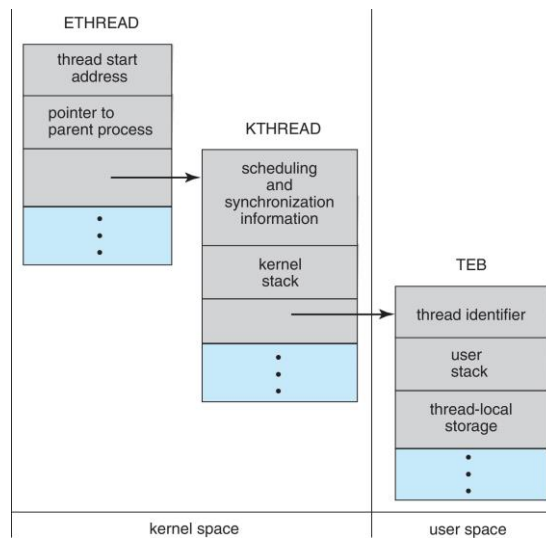 ETHREAD
thread start
address
pointer to
parent process
KTHREAD
scheduling
and
synchronization
information
kernel
stack
TEB
thread identifier
user
stack
thread-local
storage
kernel space
user space